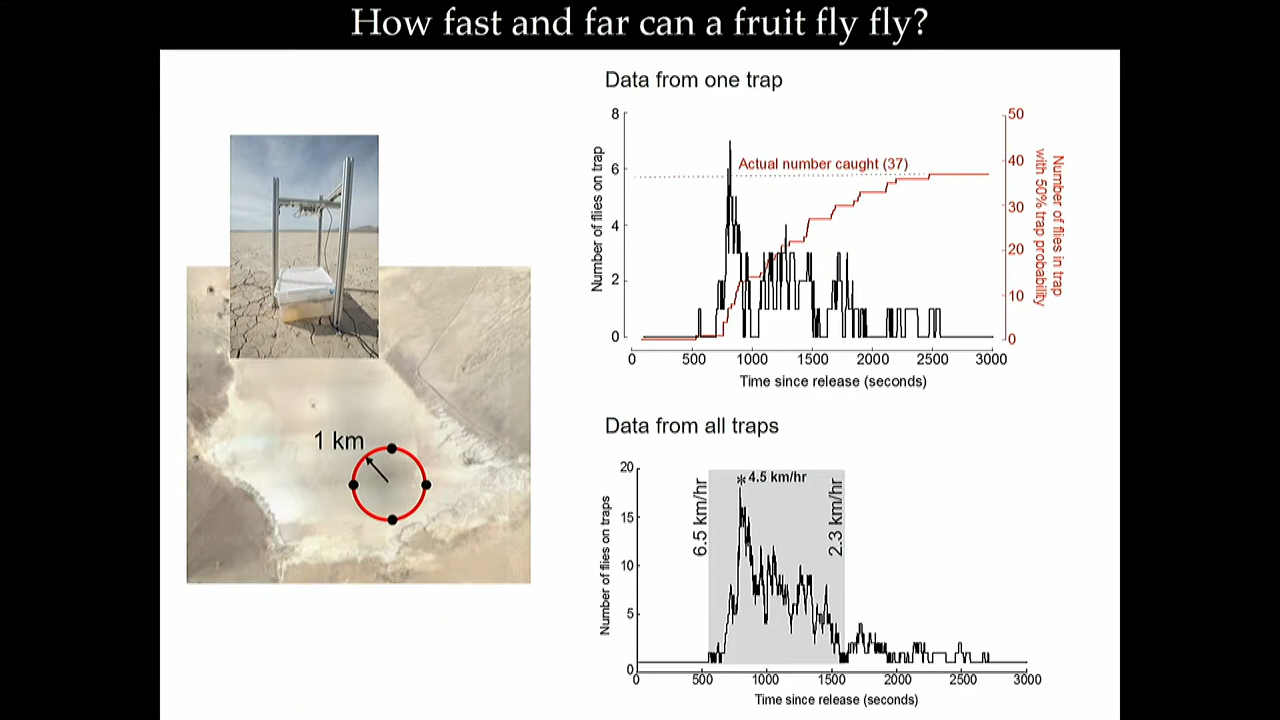 How fast and far can a fruit fly fly?
1 km
Data from one trap
8
6
4
2
0
Number of flies on trap
Actual number caught (37)
50
40
30
20
10
0
Number of flies in trap
with 50% trap probability
0 500 1000 1500 2000 2500 3000
Time since release (seconds)
Data from all traps
20
15
10
5
0
Number of flies on traps
6.5 km/hr
* 4.5 km/hr
2.3 km/hr
0 500 1000 1500 2000 2500 3000
Time since release (seconds)